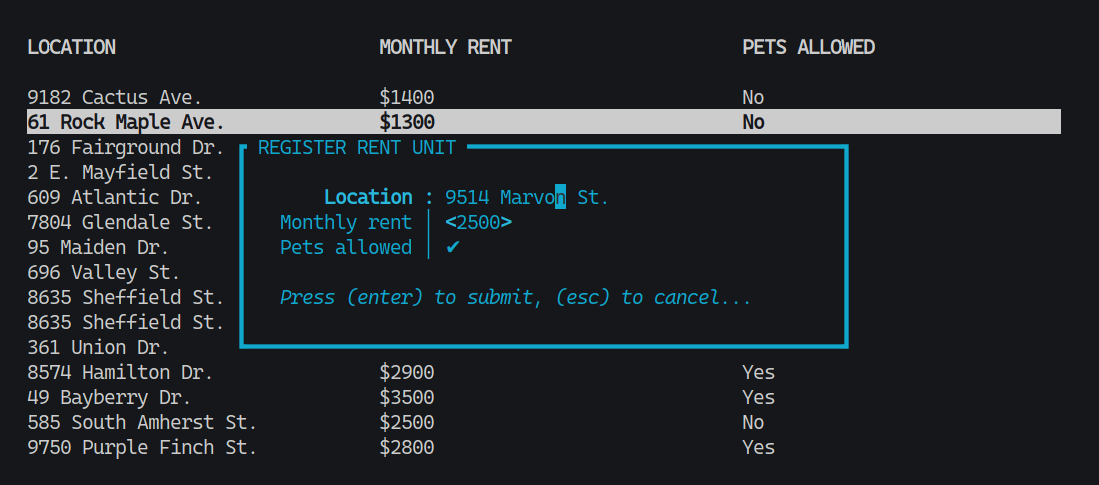 LOCATION MONTHLY RENT PETS ALLOWED
9182 Cactus Ave. $1400 No
61 Rock Maple Ave. $1300 No
176 Fairground Dr. REGISTER RENT UNIT
2 E. Mayfield St.
609 Atlantic Dr. Location : 9514 Marvon St.
7804 Glendale St. Monthly rent │ <2500>
95 Maiden Dr. Pets allowed │ ✔
696 Valley St.
8635 Sheffield St. Press (enter) to submit, (esc) to cancel...
8635 Sheffield St.
361 Union Dr.
8574 Hamilton Dr. $2900 Yes
49 Bayberry Dr. $3500 Yes
585 South Amherst St. $2500 No
9750 Purple Finch St. $2800 Yes